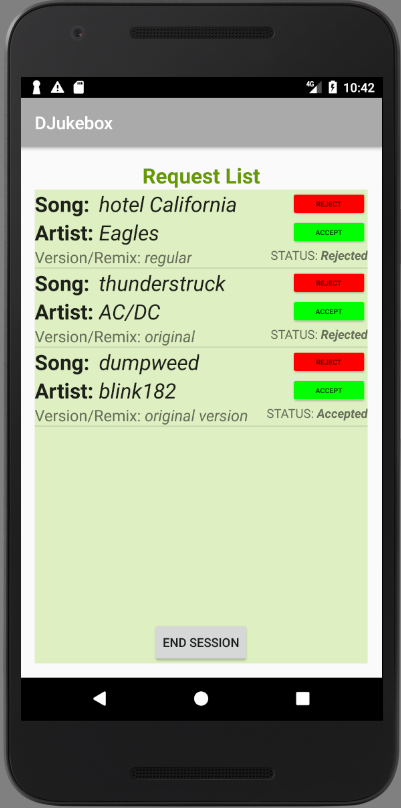 4G 10:42
DJukebox
Request List
Song: hotel California REJECT
Artist: Eagles ACCEPT
Version/Remix: regular STATUS: Rejected
Song: thunderstruck REJECT
Artist: AC/DC ACCEPT
Version/Remix: original STATUS: Rejected
Song: dumpweed REJECT
Artist: blink182 ACCEPT
Version/Remix: original version STATUS: Accepted
END SESSION